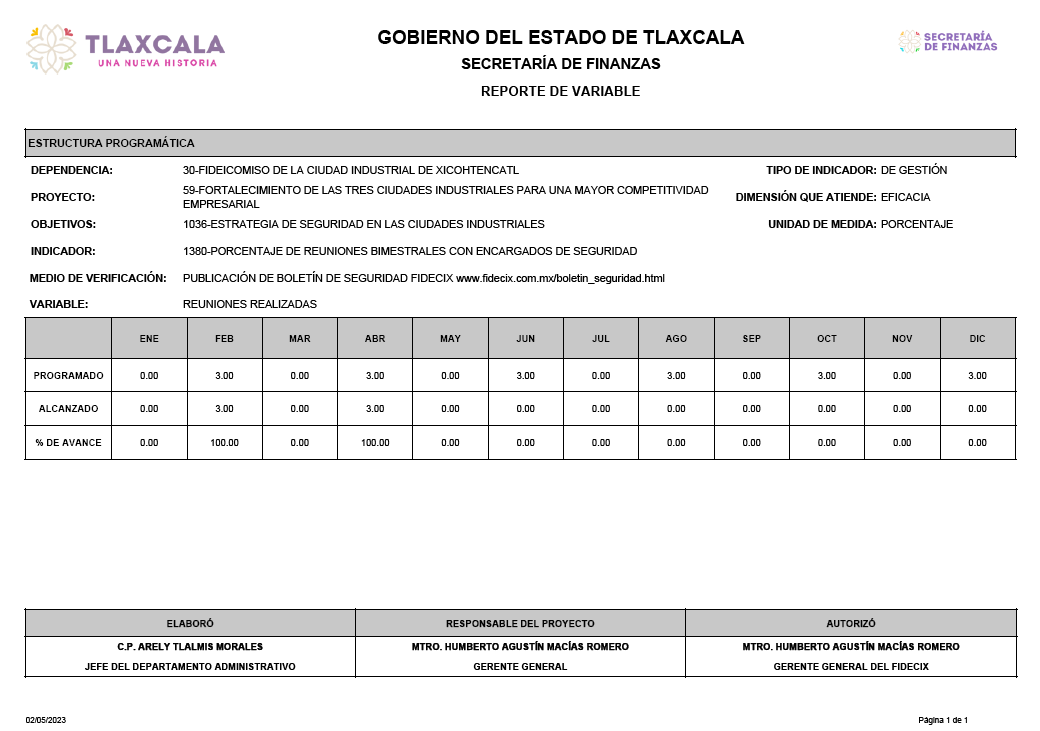 TLAXCALA
UNA NUEVA HISTORIA
GOBIERNO DEL ESTADO DE TLAXCALA
SECRETARÍA DE FINANZAS
REPORTE DE VARIABLE
SECRETARÍA
DE FINANZAS
ESTRUCTURA PROGRAMÁTICA
DEPENDENCIA: 30-FIDEICOMISO DE LA CIUDAD INDUSTRIAL DE XICOHTENCATL TIPO DE INDICADOR: DE GESTIÓN
PROYECTO: 59-FORTALECIMIENTO DE LAS TRES CIUDADES INDUSTRIALES PARA UNA MAYOR COMPETITIVIDAD
EMPRESARIAL DIMENSIÓN QUE ATIENDE: EFICACIA
OBJETIVOS: 1036-ESTRATEGIA DE SEGURIDAD EN LAS CIUDADES INDUSTRIALES UNIDAD DE MEDIDA: PORCENTAJE
INDICADOR: 1380-PORCENTAJE DE REUNIONES BIMESTRALES CON ENCARGADOS DE SEGURIDAD
MEDIO DE VERIFICACIÓN: PUBLICACIÓN DE BOLETÍN DE SEGURIDAD FIDECIX www.fidecix.com.mx/boletin_seguridad.html
VARIABLE: REUNIONES REALIZADAS
ENE FEB MAR ABR MAY JUN JUL AGO SEP OCT NOV DIC
PROGRAMADO 0.00 3.00 0.00 3.00 0.00 3.00 0.00 3.00 0.00 3.00 0.00 3.00
ALCANZADO 0.00 3.00 0.00 3.00 0.00 0.00 0.00 0.00 0.00 0.00 0.00 0.00
% DE AVANCE 0.00 100.00 0.00 100.00 0.00 0.00 0.00 0.00 0.00 0.00 0.00 0.00
ELABORÓ RESPONSABLE DEL PROYECTO AUTORIZÓ
C.P. ARELY TLALMIS MORALES MTRO. HUMBERTO AGUSTÍN MACÍAS ROMERO MTRO. HUMBERTO AGUSTÍN MACÍAS ROMERO
JEFE DEL DEPARTAMENTO ADMINISTRATIVO GERENTE GENERAL GERENTE GENERAL DEL FIDECIX
02/05/2023 Página 1 de 1